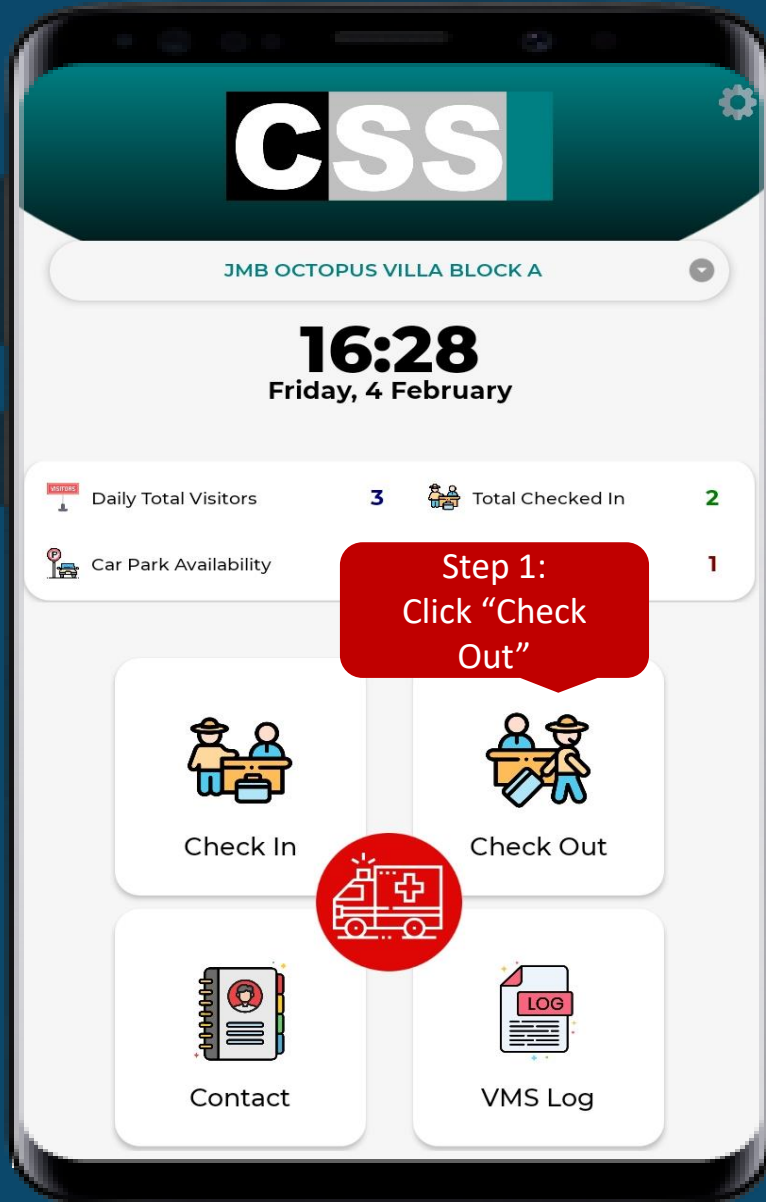 CSS
JMB OCTOPUS VILLA BLOCK A
16:28
Friday, 4 February
VISITORS
Daily Total Visitors 3
Total Checked In 2
P
Car Park Availability
1
Step 1:
Click “Check
Out”
Check In
Check Out
LOG
Contact
VMS Log